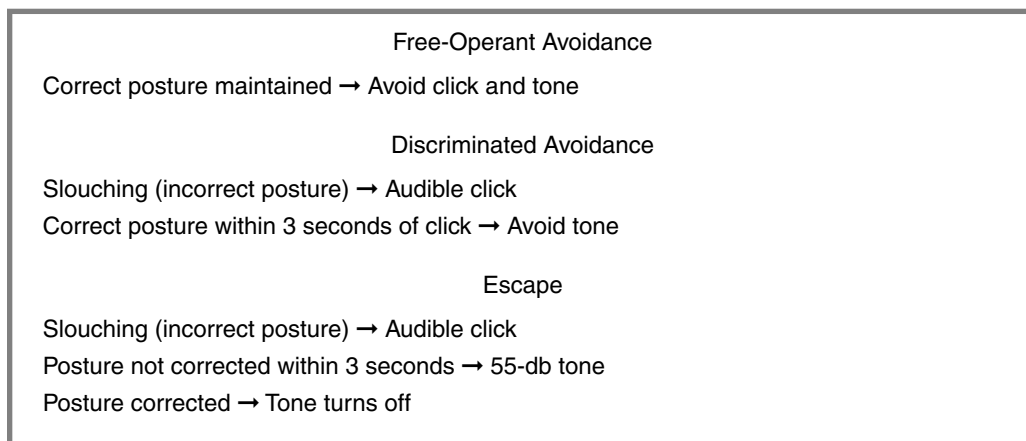 Free-Operant Avoidance
Correct posture maintained → Avoid click and tone
Discriminated Avoidance
Slouching (incorrect posture) → Audible click
Correct posture within 3 seconds of click → Avoid tone
Escape
Slouching (incorrect posture) → Audible click
Posture not corrected within 3 seconds → 55-db tone
Posture corrected → Tone turns off